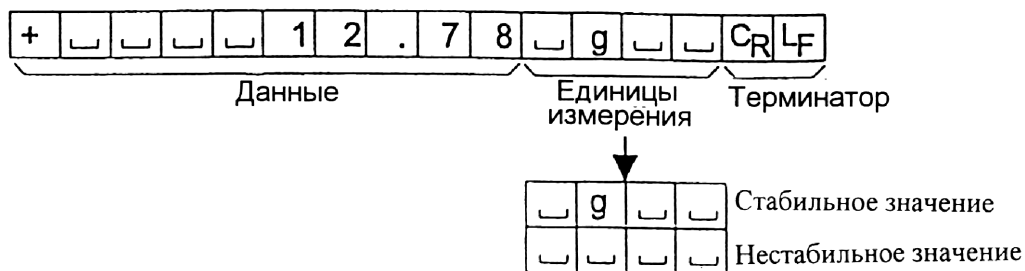 + ␣ ␣ ␣ ␣ 1 2 . 7 8 ␣ g ␣ ␣ CR LF
Данные Единицы измерения Терминатор
␣ g ␣ ␣ Стабильное значение
␣ ␣ ␣ ␣ Нестабильное значение